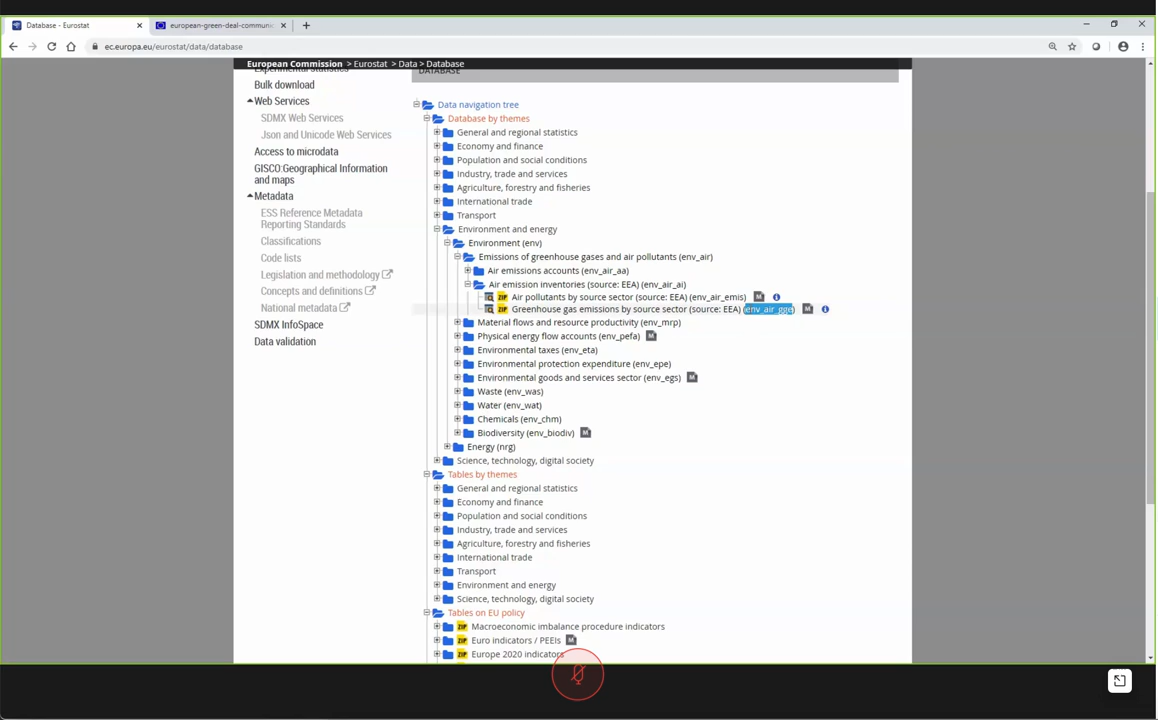 Database - Eurostat
european-green-deal-communic
ec.europa.eu/eurostat/data/database
European Commission > Eurostat > Data > Database
Experimental statistics
DATABASE
Bulk download
Web Services
SDMX Web Services
Json and Unicode Web Services
Access to microdata
GISCO:Geographical Information
and maps
Metadata
ESS Reference Metadata
Reporting Standards
Classifications
Code lists
Legislation and methodology
Concepts and definitions
National metadata
SDMX InfoSpace
Data validation
Data navigation tree
Database by themes
General and regional statistics
Economy and finance
Population and social conditions
Industry, trade and services
Agriculture, forestry and fisheries
International trade
Transport
Environment and energy
Environment (env)
Emissions of greenhouse gases and air pollutants (env_air)
Air emissions accounts (env_air_aa)
Air emission inventories (source: EEA) (env_air_ai)
ZIP Air pollutants by source sector (source: EEA) (env_air_emis) M i
ZIP Greenhouse gas emissions by source sector (source: EEA) (env_air_gge) M i
Material flows and resource productivity (env_mrp)
Physical energy flow accounts (env_pefa) M
Environmental taxes (env_eta)
Environmental protection expenditure (env_epe)
Environmental goods and services sector (env_egs) M
Waste (env_was)
Water (env_wat)
Chemicals (env_chm)
Biodiversity (env_biodiv) M
Energy (nrg)
Science, technology, digital society
Tables by themes
General and regional statistics
Economy and finance
Population and social conditions
Industry, trade and services
Agriculture, forestry and fisheries
International trade
Transport
Environment and energy
Science, technology, digital society
Tables on EU policy
ZIP Macroeconomic imbalance procedure indicators
ZIP Euro indicators / PEEIs M
ZIP Europe 2020 indicators